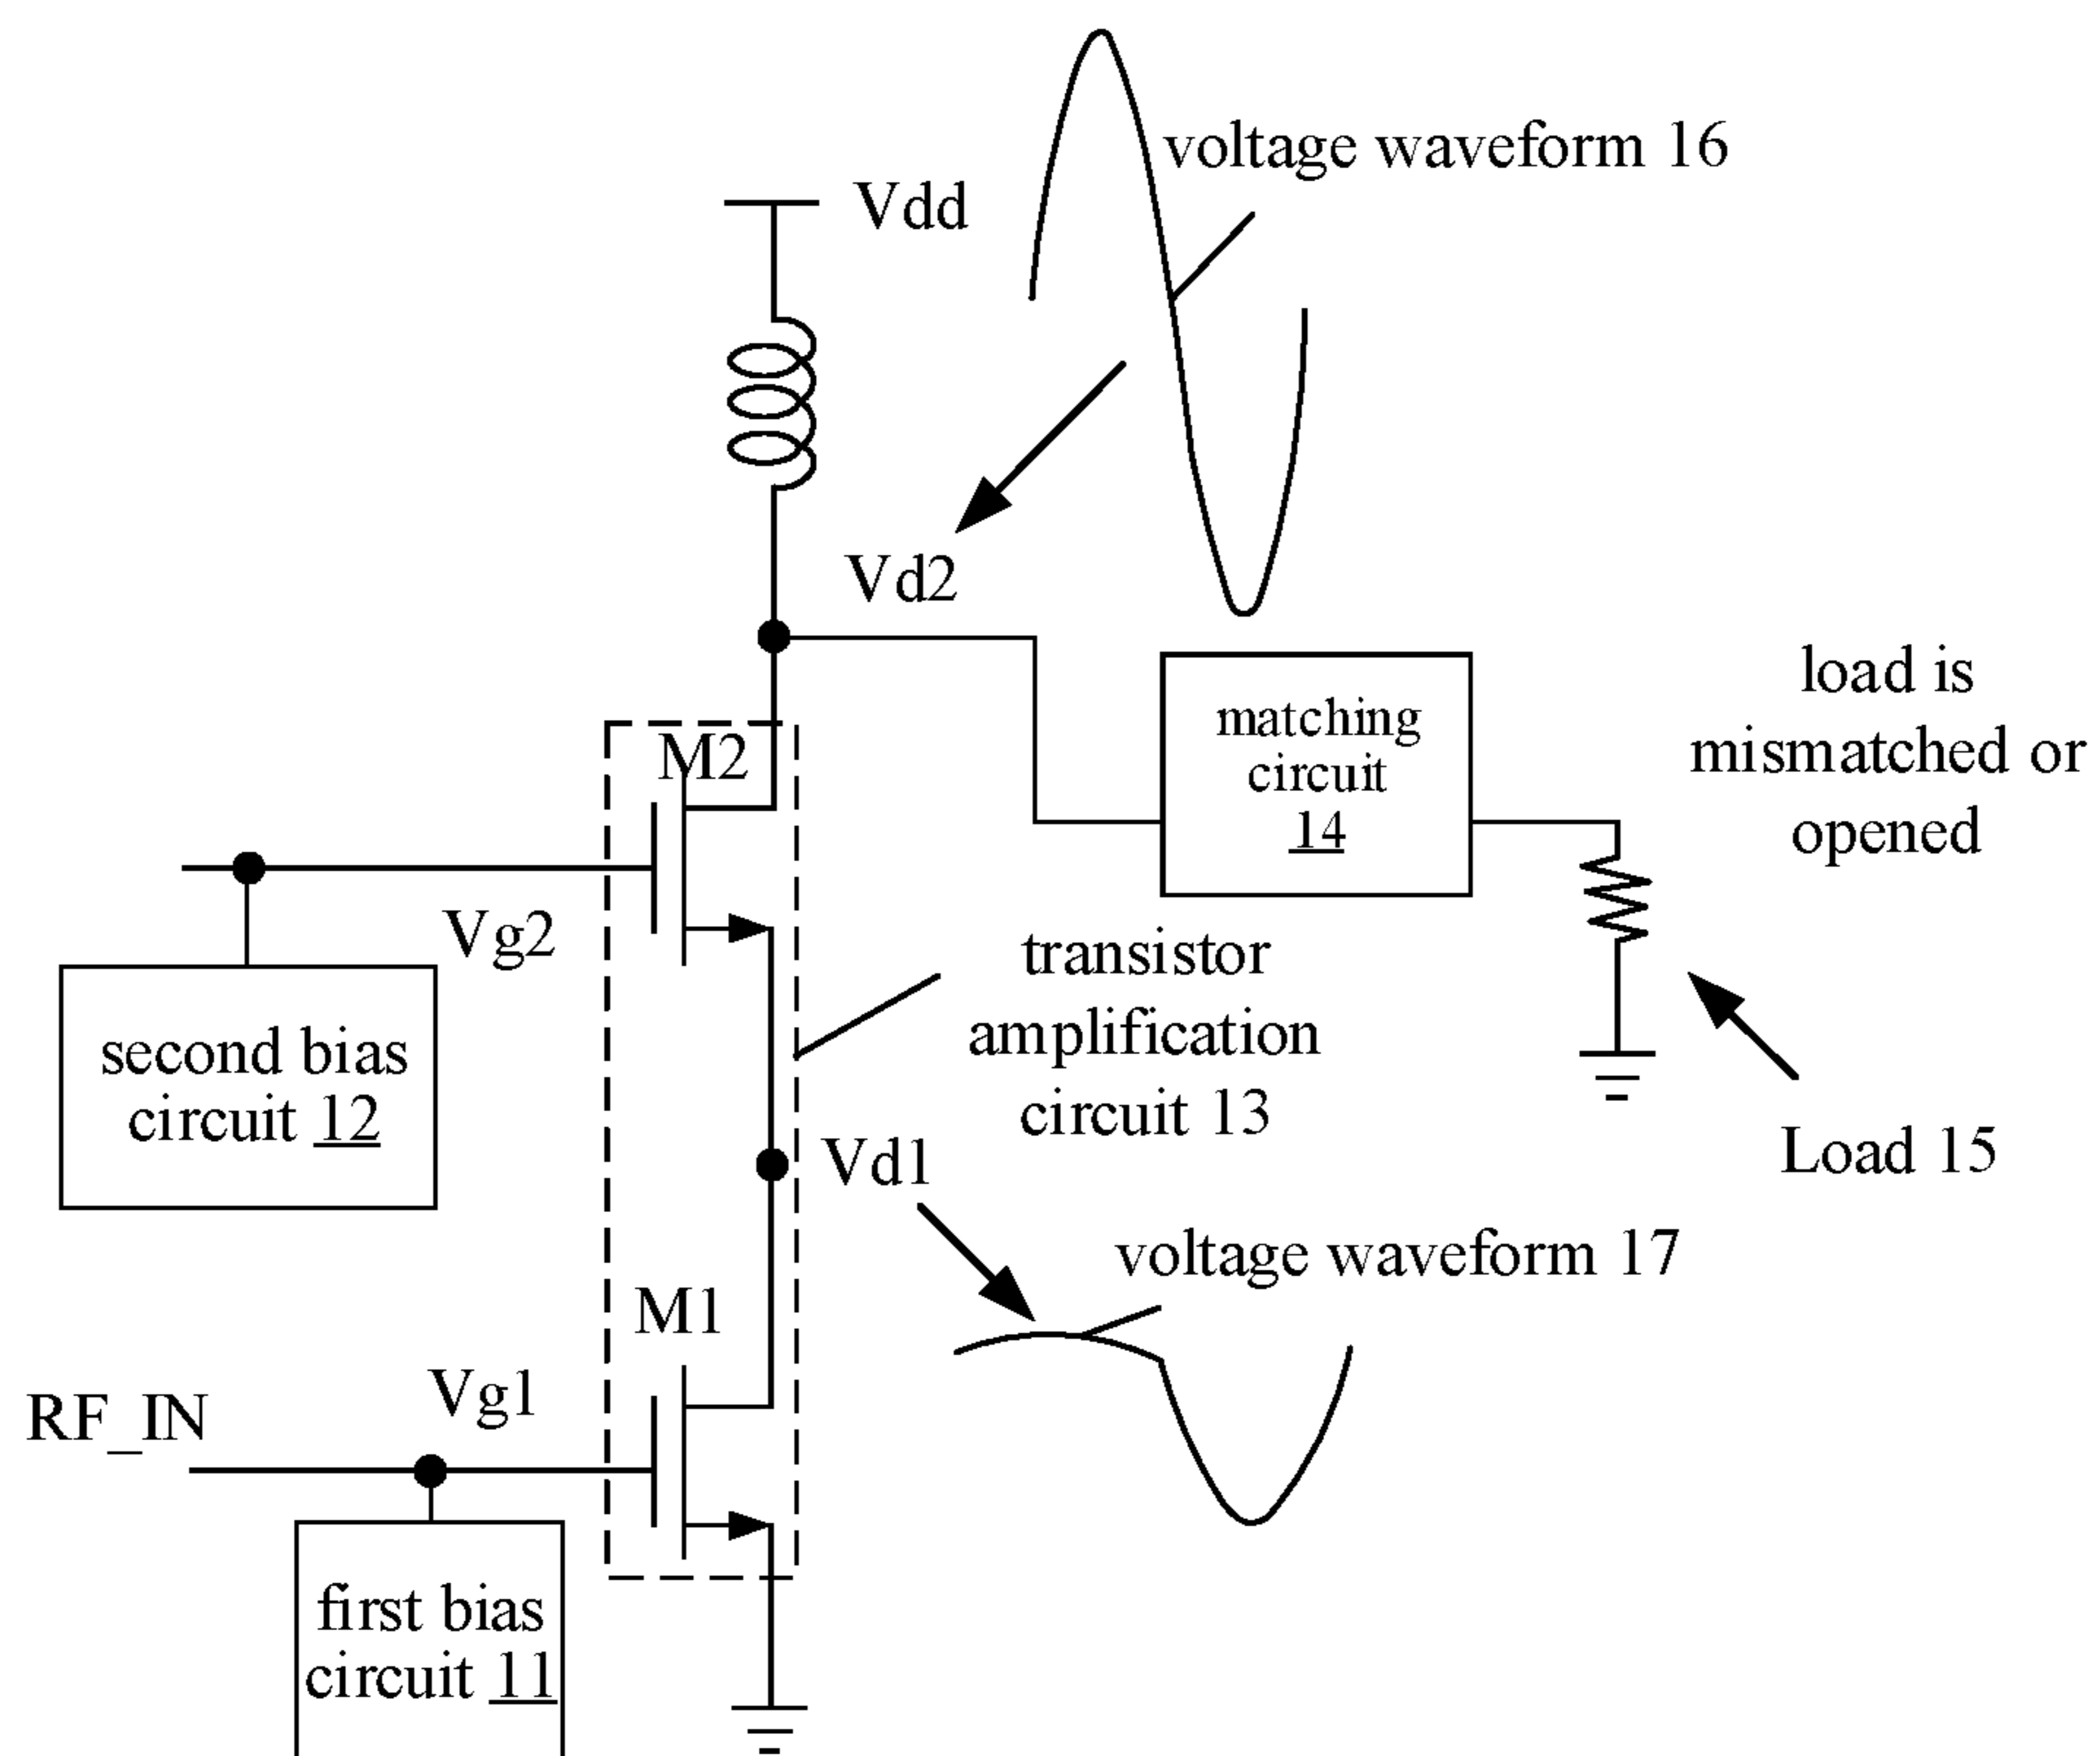 voltage waveform 16
Vdd
Vd2
load is
mismatched or
opened
matching
circuit
14
M2
Vg2
transistor
amplification
circuit 13
second bias
circuit 12
Vd1
Load 15
voltage waveform 17
M1
Vg1
RF_IN
first bias
circuit 11